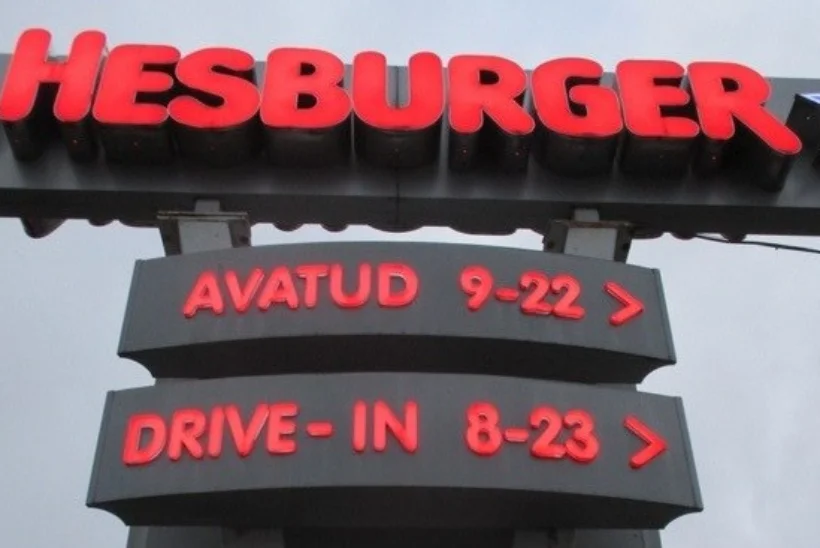 HESBURGER
AVATUD 9-22 >
DRIVE-IN 8-23 >